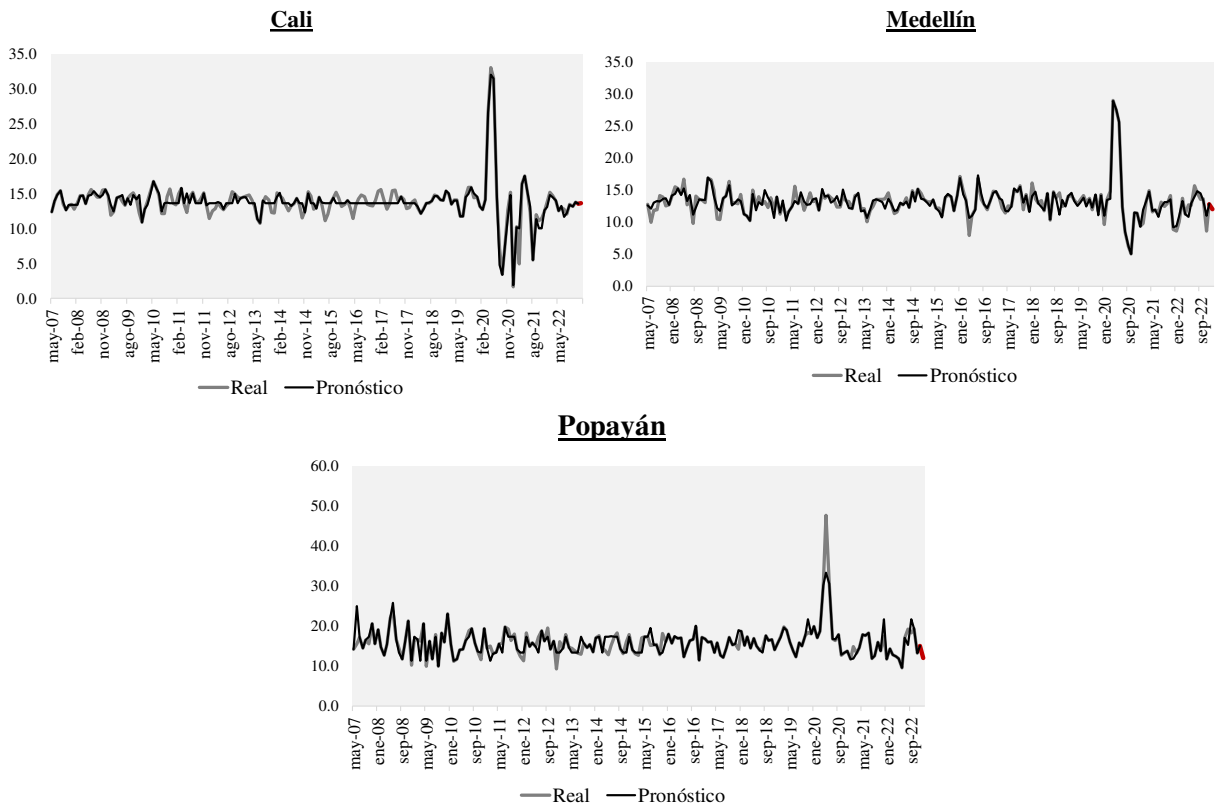 Cali
35.0
30.0
25.0
20.0
15.0
10.0
5.0
0.0
may-07
feb-08
nov-08
ago-09
may-10
feb-11
nov-11
ago-12
may-13
feb-14
nov-14
ago-15
may-16
feb-17
nov-17
ago-18
may-19
feb-20
nov-20
ago-21
may-22
Real Pronóstico
Medellín
35.0
30.0
25.0
20.0
15.0
10.0
5.0
0.0
may-07
ene-08
sep-08
may-09
ene-10
sep-10
may-11
ene-12
sep-12
may-13
ene-14
sep-14
may-15
ene-16
sep-16
may-17
ene-18
sep-18
may-19
ene-20
sep-20
may-21
ene-22
sep-22
Real Pronóstico
Popayán
60.0
50.0
40.0
30.0
20.0
10.0
0.0
may-07
ene-08
sep-08
may-09
ene-10
sep-10
may-11
ene-12
sep-12
may-13
ene-14
sep-14
may-15
ene-16
sep-16
may-17
ene-18
sep-18
may-19
ene-20
sep-20
may-21
ene-22
sep-22
Real Pronóstico